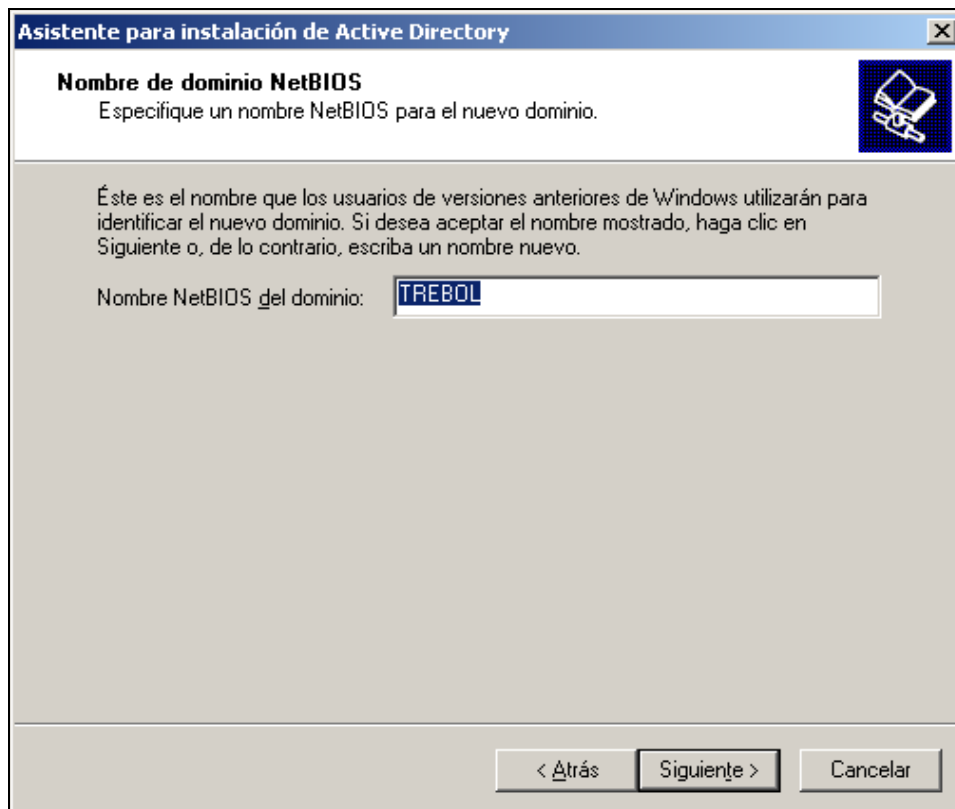 Asistente para instalación de Active Directory
Nombre de dominio NetBIOS
Especifique un nombre NetBIOS para el nuevo dominio.
Éste es el nombre que los usuarios de versiones anteriores de Windows utilizarán para
identificar el nuevo dominio. Si desea aceptar el nombre mostrado, haga clic en
Siguiente o, de lo contrario, escriba un nombre nuevo.
Nombre NetBIOS del dominio: TREBOL
< Atrás Siguiente > Cancelar